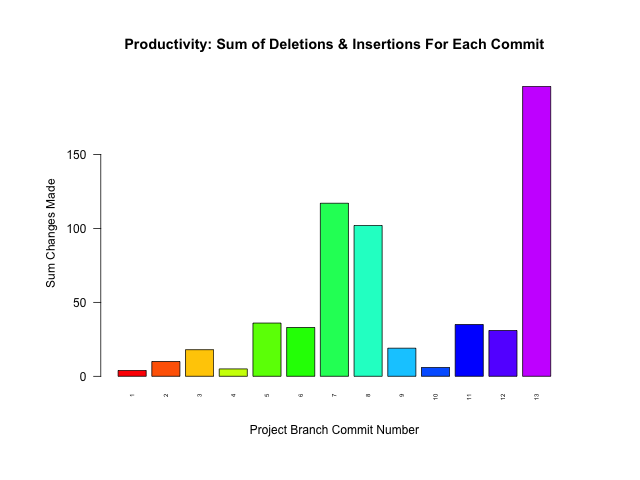 Productivity: Sum of Deletions & Insertions For Each Commit
Sum Changes Made
150
100
50
0
1 2 3 4 5 6 7 8 9 10 11 12 13
Project Branch Commit Number